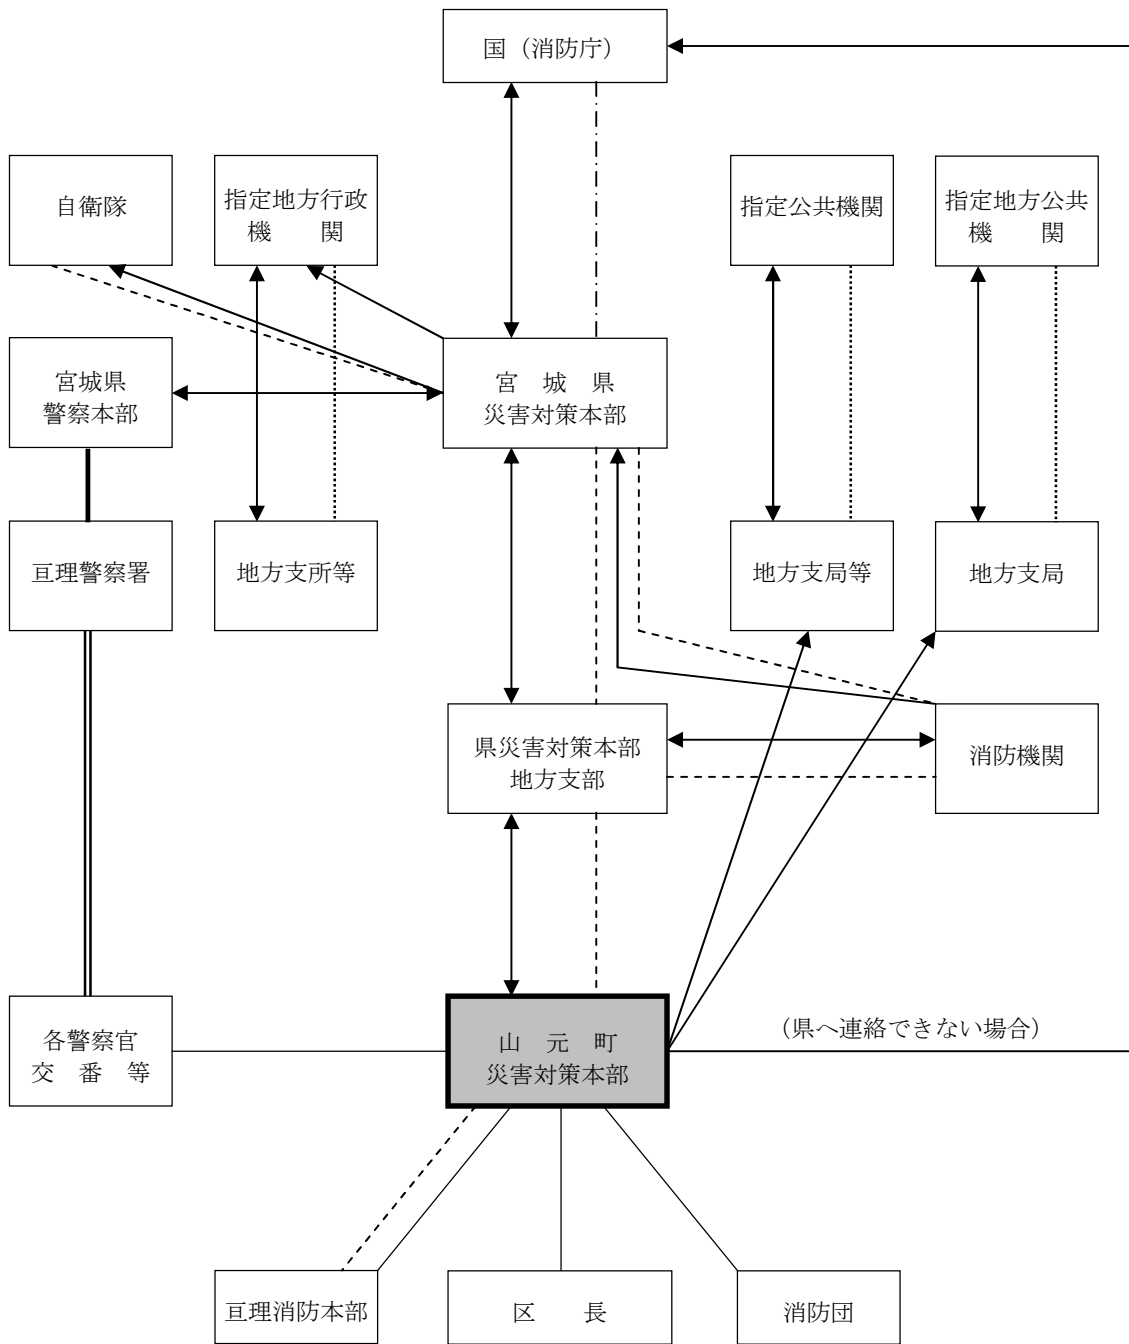 国（消防庁）
自衛隊
指定地方行政
機　　関
指定公共機関
指定地方公共
機　　関
宮城県
警察本部
宮　城　県
災害対策本部
亘理警察署
地方支所等
地方支局等
地方支局
県災害対策本部
地方支部
消防機関
各警察官
交　番　等
山　元　町
災害対策本部
（県へ連絡できない場合）
亘理消防本部
区　　長
消防団